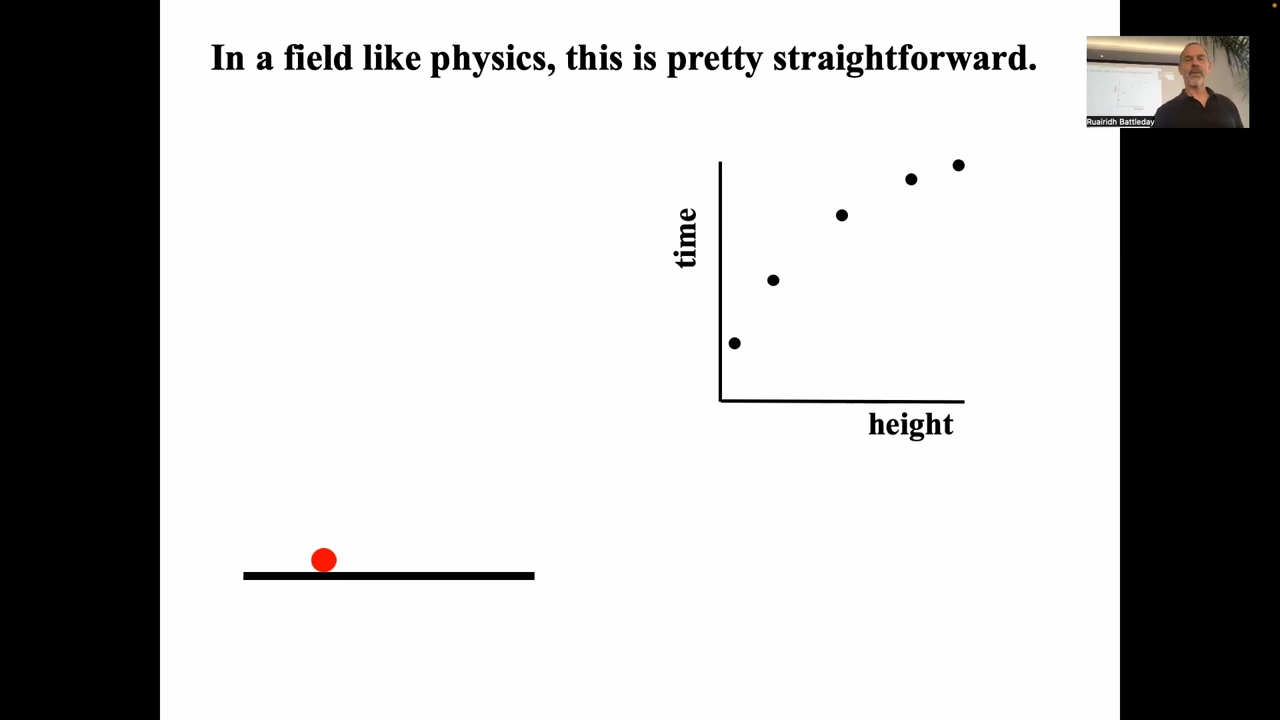 In a field like physics, this is pretty straightforward.
Ruairidh Battleday
time
height